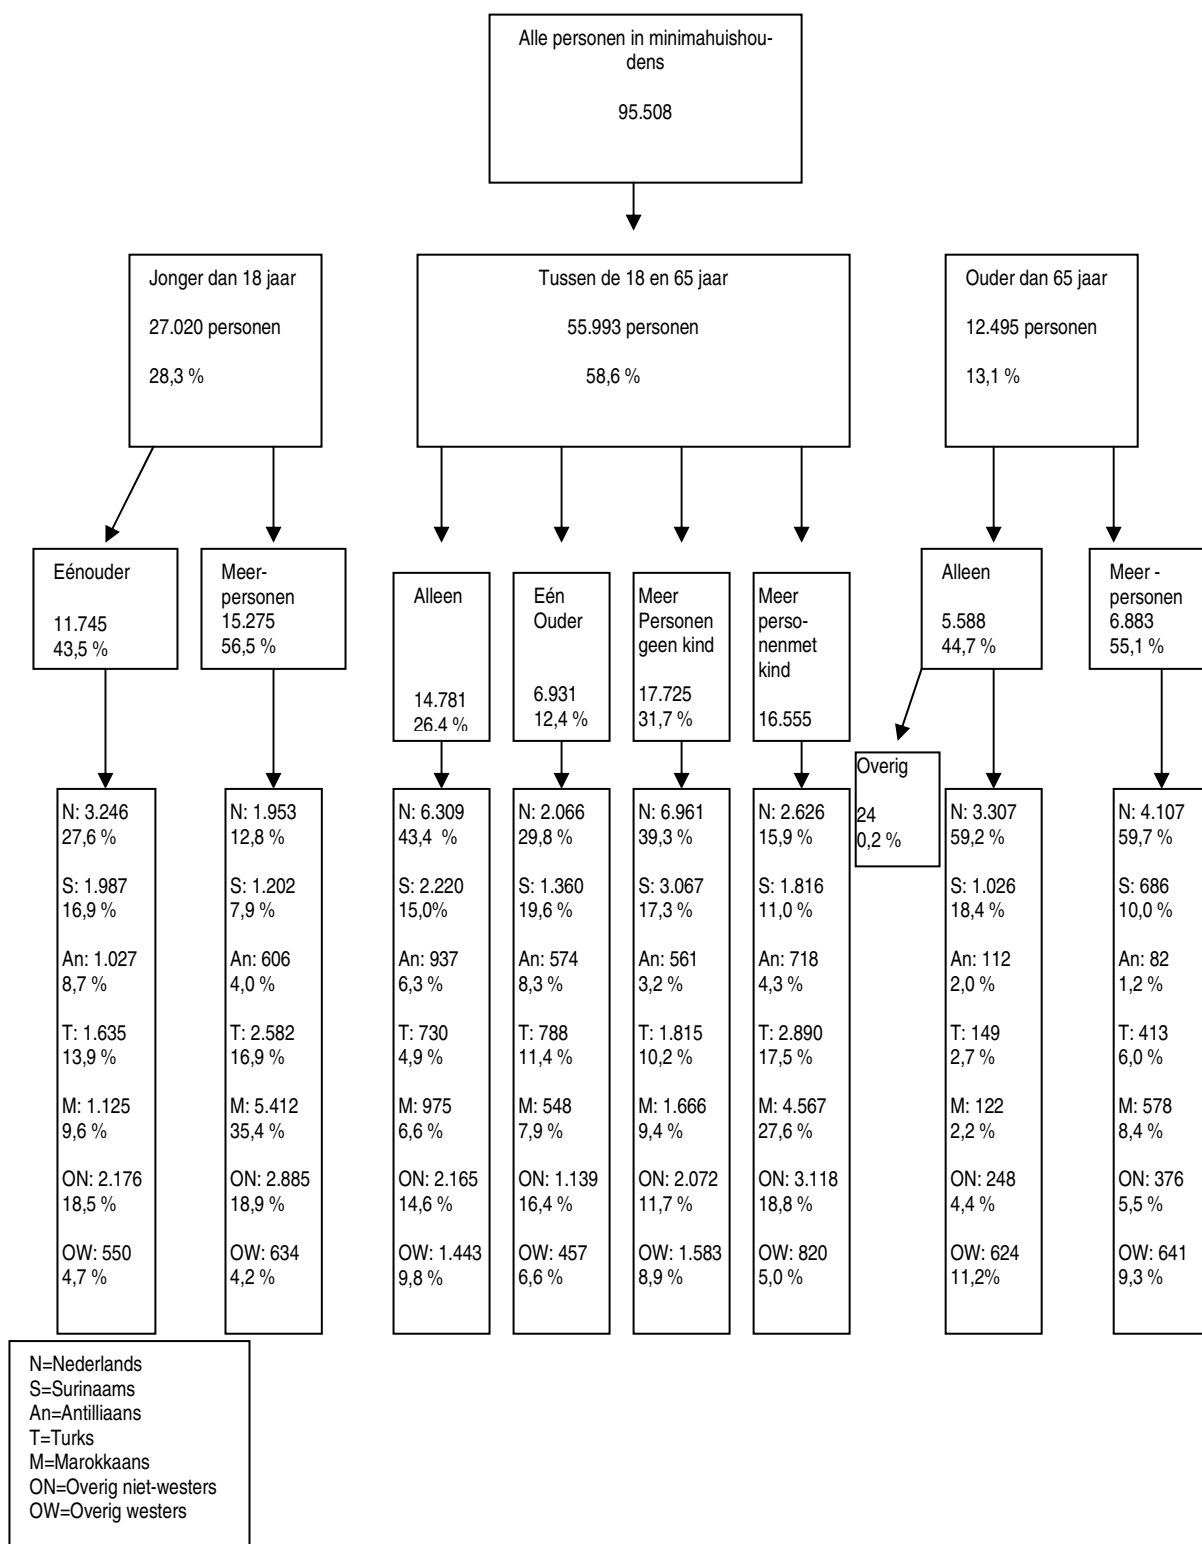 Alle personen in minimahuishou-
dens
95.508
Jonger dan 18 jaar
27.020 personen
28,3 %
Tussen de 18 en 65 jaar
55.993 personen
58,6 %
Ouder dan 65 jaar
12.495 personen
13,1 %
Eénouder
11.745
43,5 %
Meer-
personen
15.275
56,5 %
Alleen
14.781
26.4 %
Eén
Ouder
6.931
12,4 %
Meer
Personen
geen kind
17.725
31,7 %
Meer
perso-
nenmet
kind
16.555
Alleen
5.588
44,7 %
Meer -
personen
6.883
55,1 %
Overig
24
0,2 %
N: 3.246
27,6 %
S: 1.987
16,9 %
An: 1.027
8,7 %
T: 1.635
13,9 %
M: 1.125
9,6 %
ON: 2.176
18,5 %
OW: 550
4,7 %
N: 1.953
12,8 %
S: 1.202
7,9 %
An: 606
4,0 %
T: 2.582
16,9 %
M: 5.412
35,4 %
ON: 2.885
18,9 %
OW: 634
4,2 %
N: 6.309
43,4 %
S: 2.220
15,0%
An: 937
6,3 %
T: 730
4,9 %
M: 975
6,6 %
ON: 2.165
14,6 %
OW: 1.443
9,8 %
N: 2.066
29,8 %
S: 1.360
19,6 %
An: 574
8,3 %
T: 788
11,4 %
M: 548
7,9 %
ON: 1.139
16,4 %
OW: 457
6,6 %
N: 6.961
39,3 %
S: 3.067
17,3 %
An: 561
3,2 %
T: 1.815
10,2 %
M: 1.666
9,4 %
ON: 2.072
11,7 %
OW: 1.583
8,9 %
N: 2.626
15,9 %
S: 1.816
11,0 %
An: 718
4,3 %
T: 2.890
17,5 %
M: 4.567
27,6 %
ON: 3.118
18,8 %
OW: 820
5,0 %
N: 3.307
59,2 %
S: 1.026
18,4 %
An: 112
2,0 %
T: 149
2,7 %
M: 122
2,2 %
ON: 248
4,4 %
OW: 624
11,2%
N: 4.107
59,7 %
S: 686
10,0 %
An: 82
1,2 %
T: 413
6,0 %
M: 578
8,4 %
ON: 376
5,5 %
OW: 641
9,3 %
N=Nederlands
S=Surinaams
An=Antilliaans
T=Turks
M=Marokkaans
ON=Overig niet-westers
OW=Overig westers